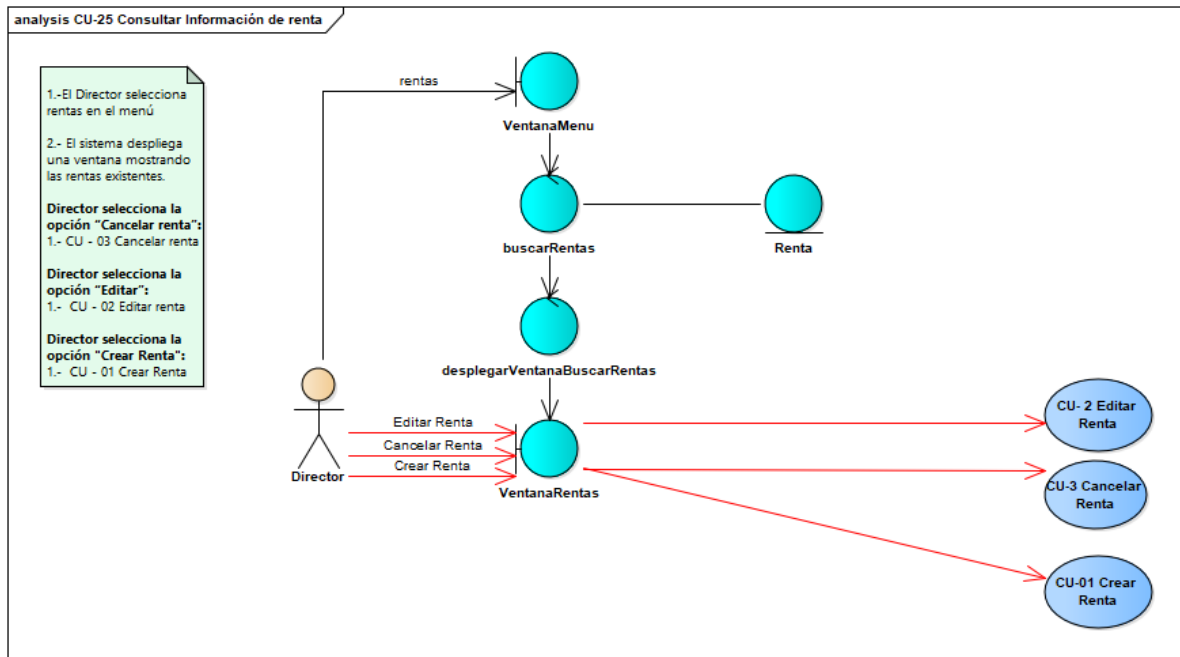 analysis CU-25 Consultar Información de renta
1.-El Director selecciona
rentas en el menú
2.- El sistema despliega
una ventana mostrando
las rentas existentes.
Director selecciona la
opción "Cancelar renta":
1.- CU - 03 Cancelar renta
Director selecciona la
opción "Editar":
1.- CU - 02 Editar renta
Director selecciona la
opción "Crear Renta":
1.- CU - 01 Crear Renta
rentas
VentanaMenu
buscarRentas
Renta
desplegarVentanaBuscarRentas
Editar Renta
Cancelar Renta
Crear Renta
Director
VentanaRentas
CU- 2 Editar
Renta
CU-3 Cancelar
Renta
CU-01 Crear
Renta